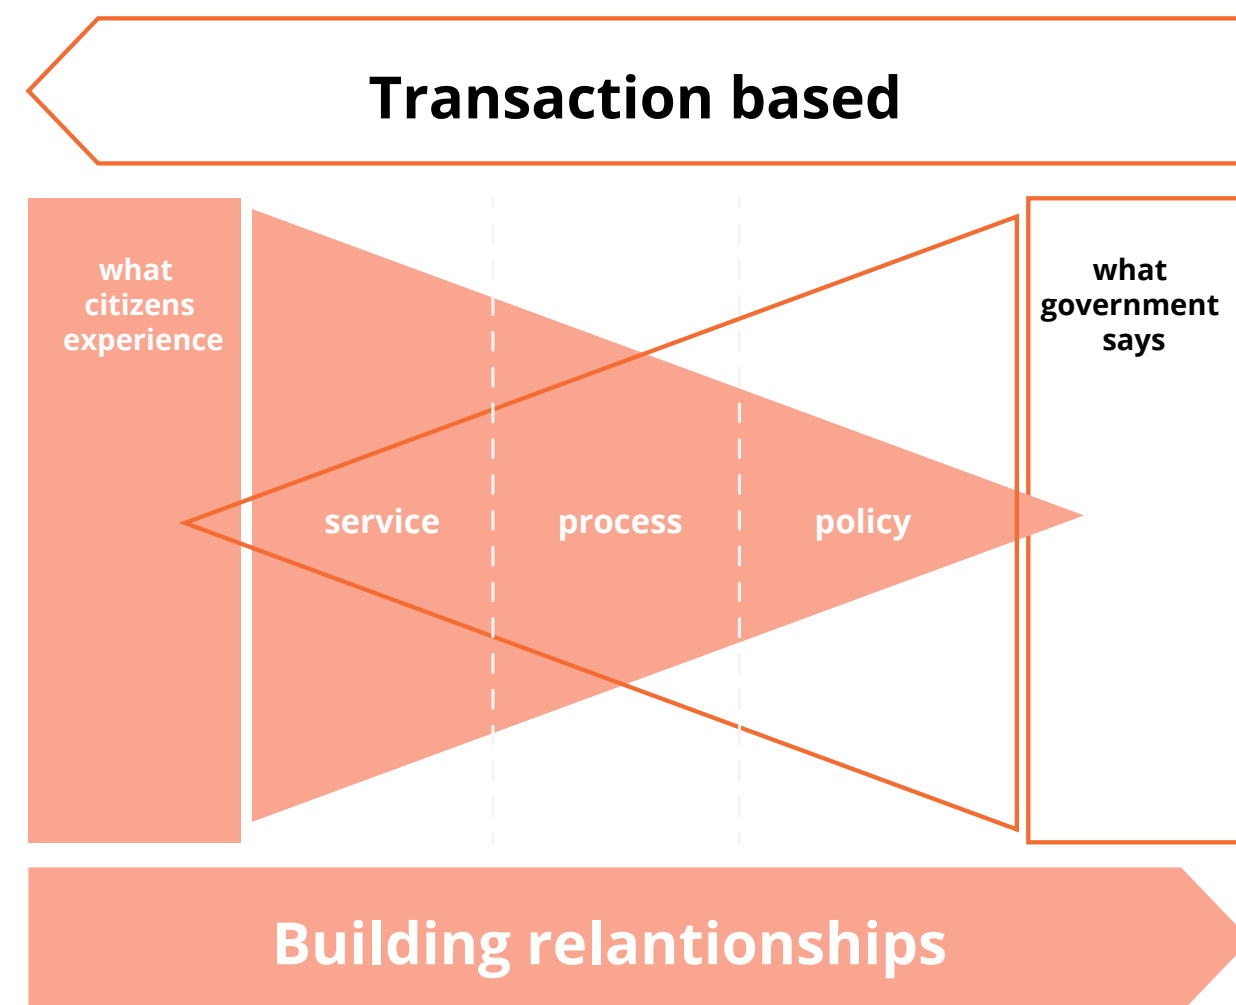 Transaction based
what
citizens
experience
what
government
says
service
process
policy
Building relantionships